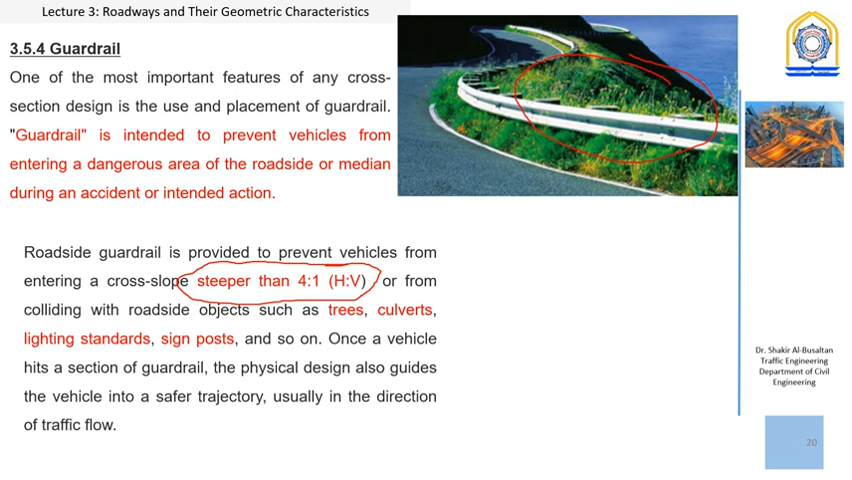 Lecture 3: Roadways and Their Geometric Characteristics
3.5.4 Guardrail
One of the most important features of any cross-
section design is the use and placement of guardrail.
"Guardrail" is intended to prevent vehicles from
entering a dangerous area of the roadside or median
during an accident or intended action.
Roadside guardrail is provided to prevent vehicles from
entering a cross-slope steeper than 4:1 (H:V) or from
colliding with roadside objects such as trees, culverts,
lighting standards, sign posts, and so on. Once a vehicle
hits a section of guardrail, the physical design also guides
the vehicle into a safer trajectory, usually in the direction
of traffic flow.
Dr. Shakir Al-Busaltan
Traffic Engineering
Department of Civil
Engineering
20